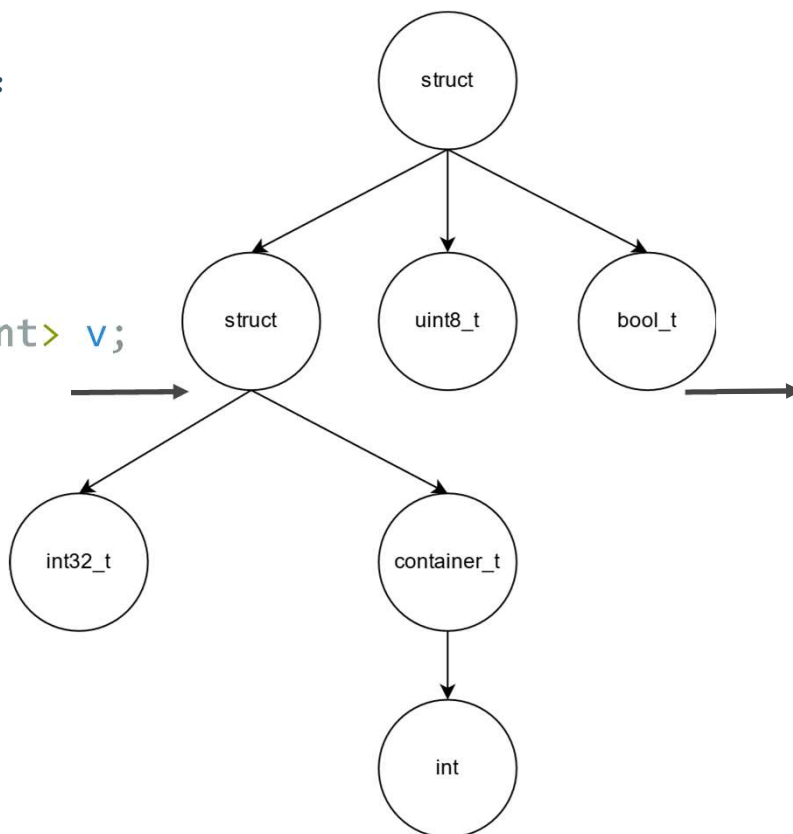 :
struct
struct
uint8_t
bool_t
nt> v;
int32_t
container_t
int